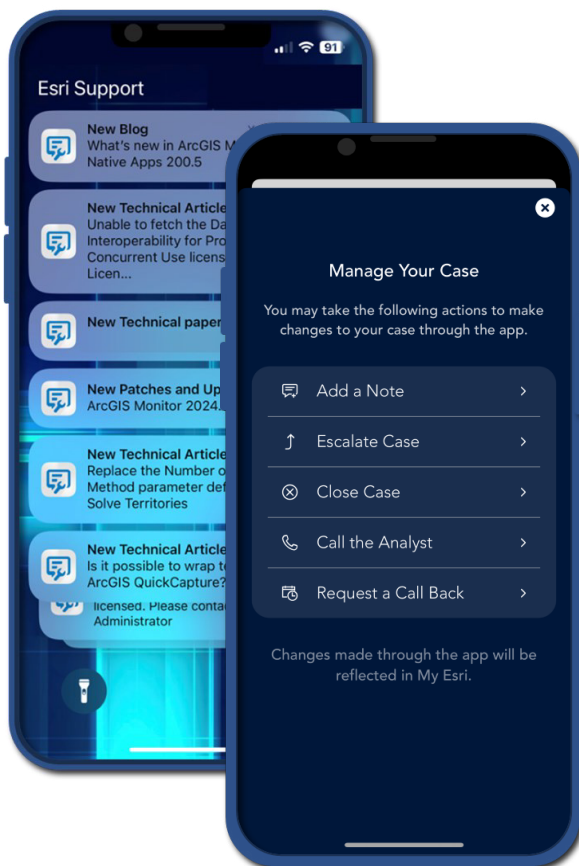 91
Esri Support
New Blog
What's new in ArcGIS M
Native Apps 200.5
New Technical Article
Unable to fetch the Da
Interoperability for Pro
Concurrent Use licens
Licen...
New Technical paper
New Patches and Up
ArcGIS Monitor 2024.
New Technical Article
Replace the Number o
Method parameter def
Solve Territories
New Technical Article
Is it possible to wrap t
ArcGIS QuickCapture?
licensed. Please conta
Administrator
Manage Your Case
You may take the following actions to make
changes to your case through the app.
Add a Note
Escalate Case
Close Case
Call the Analyst
Request a Call Back
Changes made through the app will be
reflected in My Esri.